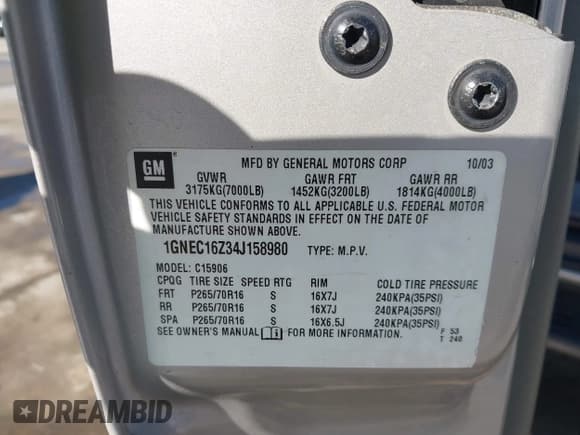 GM
MFD BY GENERAL MOTORS CORP 10/03
GVWR GAWR FRT GAWR RR
3175KG(7000LB) 1452KG(3200LB) 1814KG(4000LB)
THIS VEHICLE CONFORMS TO ALL APPLICABLE U.S. FEDERAL MOTOR
VEHICLE SAFETY STANDARDS IN EFFECT ON THE DATE OF
MANUFACTURE SHOWN ABOVE.
1GNEC16Z34J158980 TYPE: M.P.V.
MODEL: C15906
CPQG TIRE SIZE SPEED RTG RIM COLD TIRE PRESSURE
FRT P265/70R16 S 16X7J 240KPA(35PSI)
RR P265/70R16 S 16X7J 240KPA(35PSI)
SPA P265/70R16 S 16X6.5J 240KPA(35PSI)
SEE OWNER'S MANUAL FOR MORE INFORMATION.
F 53
T 240
DREAMBID